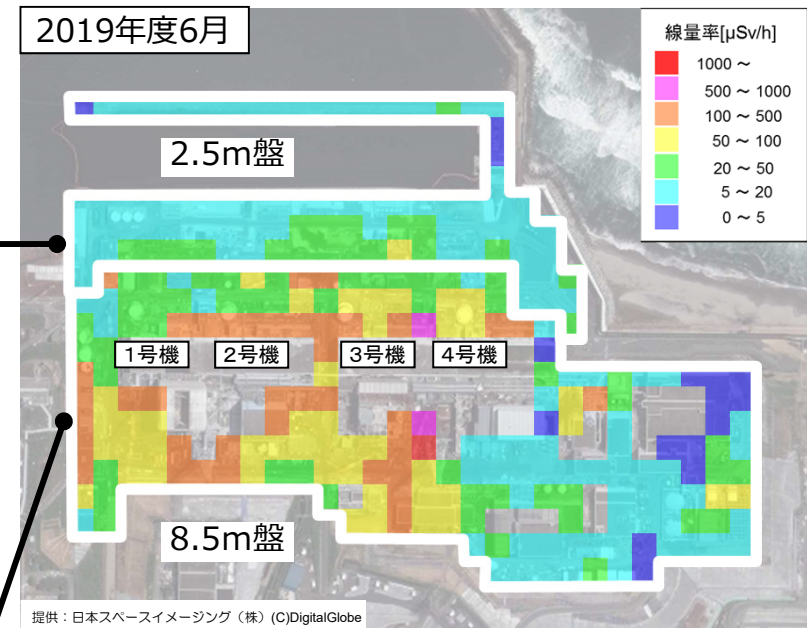 2019年度6月
線量率[μSv/h]
1000 ~
500 ~ 1000
100 ~ 500
50 ~ 100
20 ~ 50
5 ~ 20
0 ~ 5
2.5m盤
1号機
2号機
3号機
4号機
8.5m盤
提供：日本スペースイメージング（株）(C)DigitalGlobe